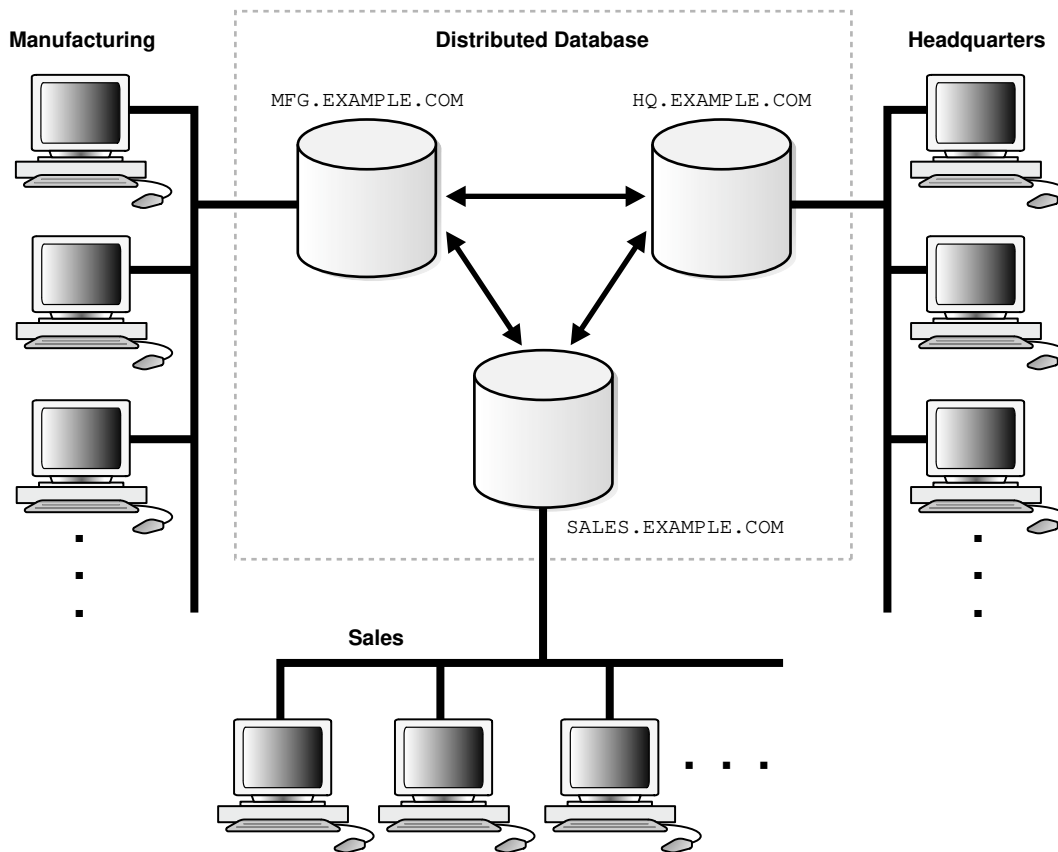 Manufacturing
Distributed Database
Headquarters
MFG.EXAMPLE.COM
HQ.EXAMPLE.COM
SALES.EXAMPLE.COM
Sales